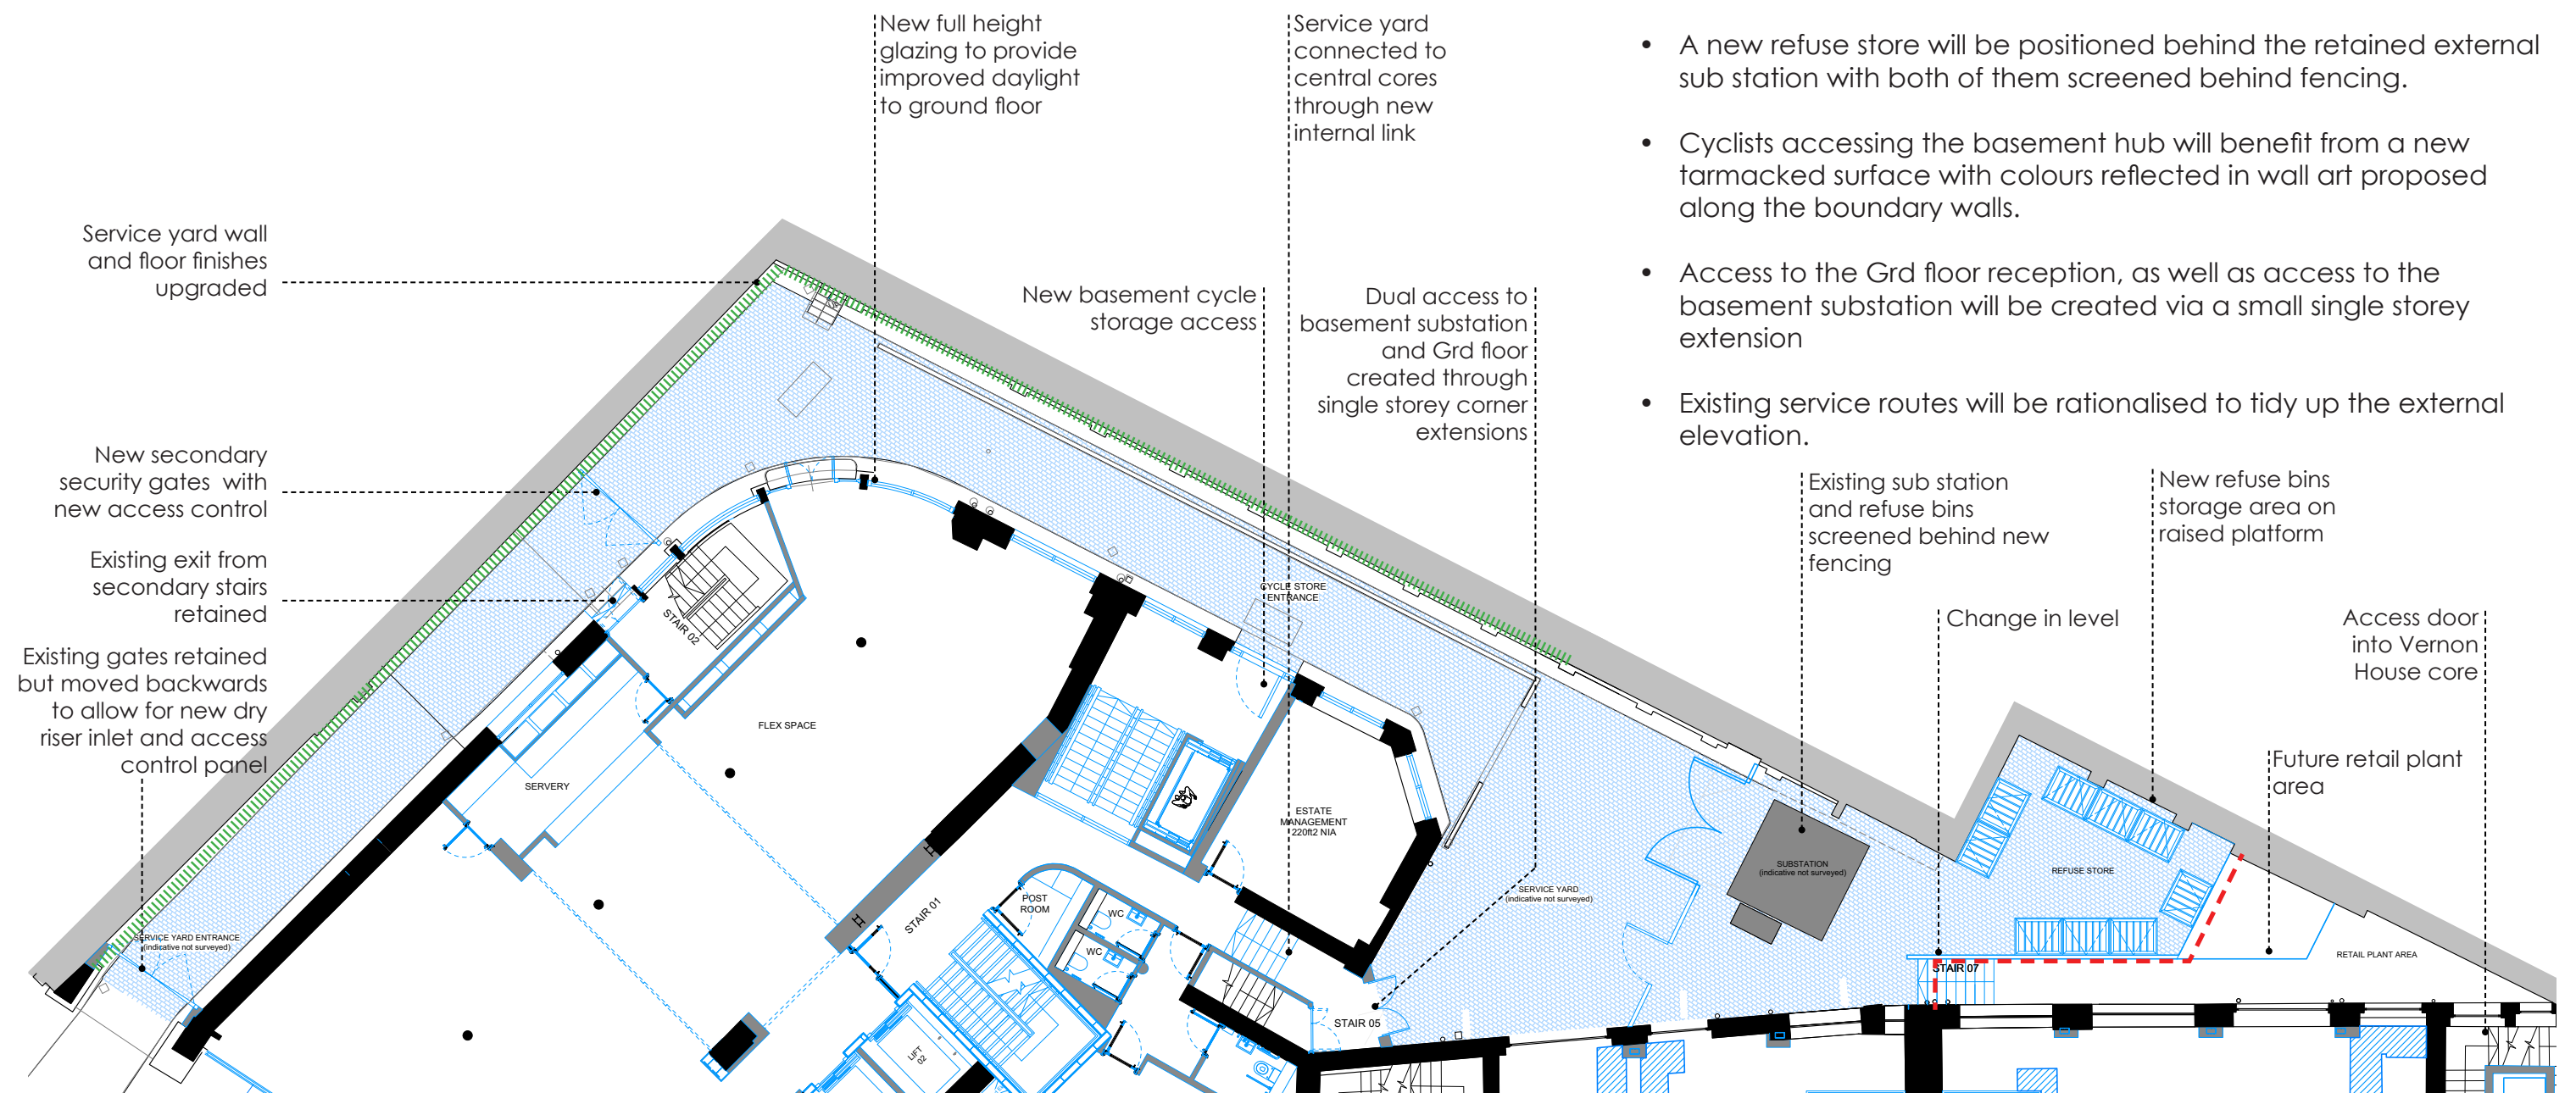 New full height
glazing to provide
improved daylight
to ground floor
Service yard
connected to
central cores
through new
internal link
• A new refuse store will be positioned behind the retained external
sub station with both of them screened behind fencing.
• Cyclists accessing the basement hub will benefit from a new
tarmacked surface with colours reflected in wall art proposed
along the boundary walls.
• Access to the Grd floor reception, as well as access to the
basement substation will be created via a small single storey
extension
• Existing service routes will be rationalised to tidy up the external
elevation.
Service yard wall
and floor finishes
upgraded
New basement cycle
storage access
Dual access to
basement substation
and Grd floor
created through
single storey corner
extensions
New secondary
security gates with
new access control
Existing exit from
secondary stairs
retained
Existing gates retained
but moved backwards
to allow for new dry
riser inlet and access
control panel
Existing sub station
and refuse bins
screened behind new
fencing
New refuse bins
storage area on
raised platform
Change in level
Access door
into Vernon
House core
Future retail plant
area
CYCLE STORE
ENTRANCE
STAIR 02
FLEX SPACE
SERVERY
ESTATE
MANAGEMENT
220ft2 NIA
SUBSTATION
(indicative not surveyed)
REFUSE STORE
SERVICE YARD
(indicative not surveyed)
POST
ROOM
WC
WC
STAIR 01
SERVICE YARD ENTRANCE
(indicative not surveyed)
RETAIL PLANT AREA
STAIR 07
STAIR 05
LIFT
02